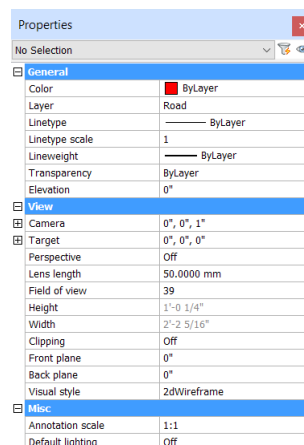 Properties
No Selection
General
Color ByLayer
Layer Road
Linetype ByLayer
Linetype scale 1
Lineweight ByLayer
Transparency ByLayer
Elevation 0"
View
Camera 0", 0", 1"
Target 0", 0", 0"
Perspective Off
Lens length 50.0000 mm
Field of view 39
Height 1'-0 1/4"
Width 2'-2 5/16"
Clipping Off
Front plane 0"
Back plane 0"
Visual style 2dWireframe
Misc
Annotation scale 1:1
Default lighting Off